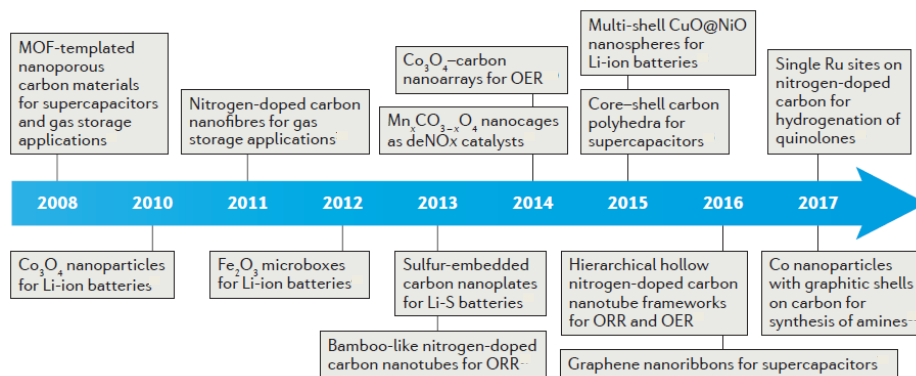 MOF-templated
nanoporous
carbon materials
for supercapacitors
and gas storage
applications
Nitrogen-doped carbon
nanofibres for gas
storage applications
Co₃O₄–carbon
nanoarrays for OER
MnₓCO₃₋ₓO₄ nanocages
as deNOx catalysts
Multi-shell CuO@NiO
nanospheres for
Li-ion batteries
Core–shell carbon
polyhedra for
supercapacitors
Single Ru sites on
nitrogen-doped
carbon for
hydrogenation of
quinolones
2008 2010 2011 2012 2013 2014 2015 2016 2017
Co₃O₄ nanoparticles
for Li-ion batteries
Fe₂O₃ microboxes
for Li-ion batteries
Sulfur-embedded
carbon nanoplates
for Li-S batteries
Bamboo-like nitrogen-doped
carbon nanotubes for ORR
Hierarchical hollow
nitrogen-doped carbon
nanotube frameworks
for ORR and OER
Graphene nanoribbons for supercapacitors
Co nanoparticles
with graphitic shells
on carbon for
synthesis of amines